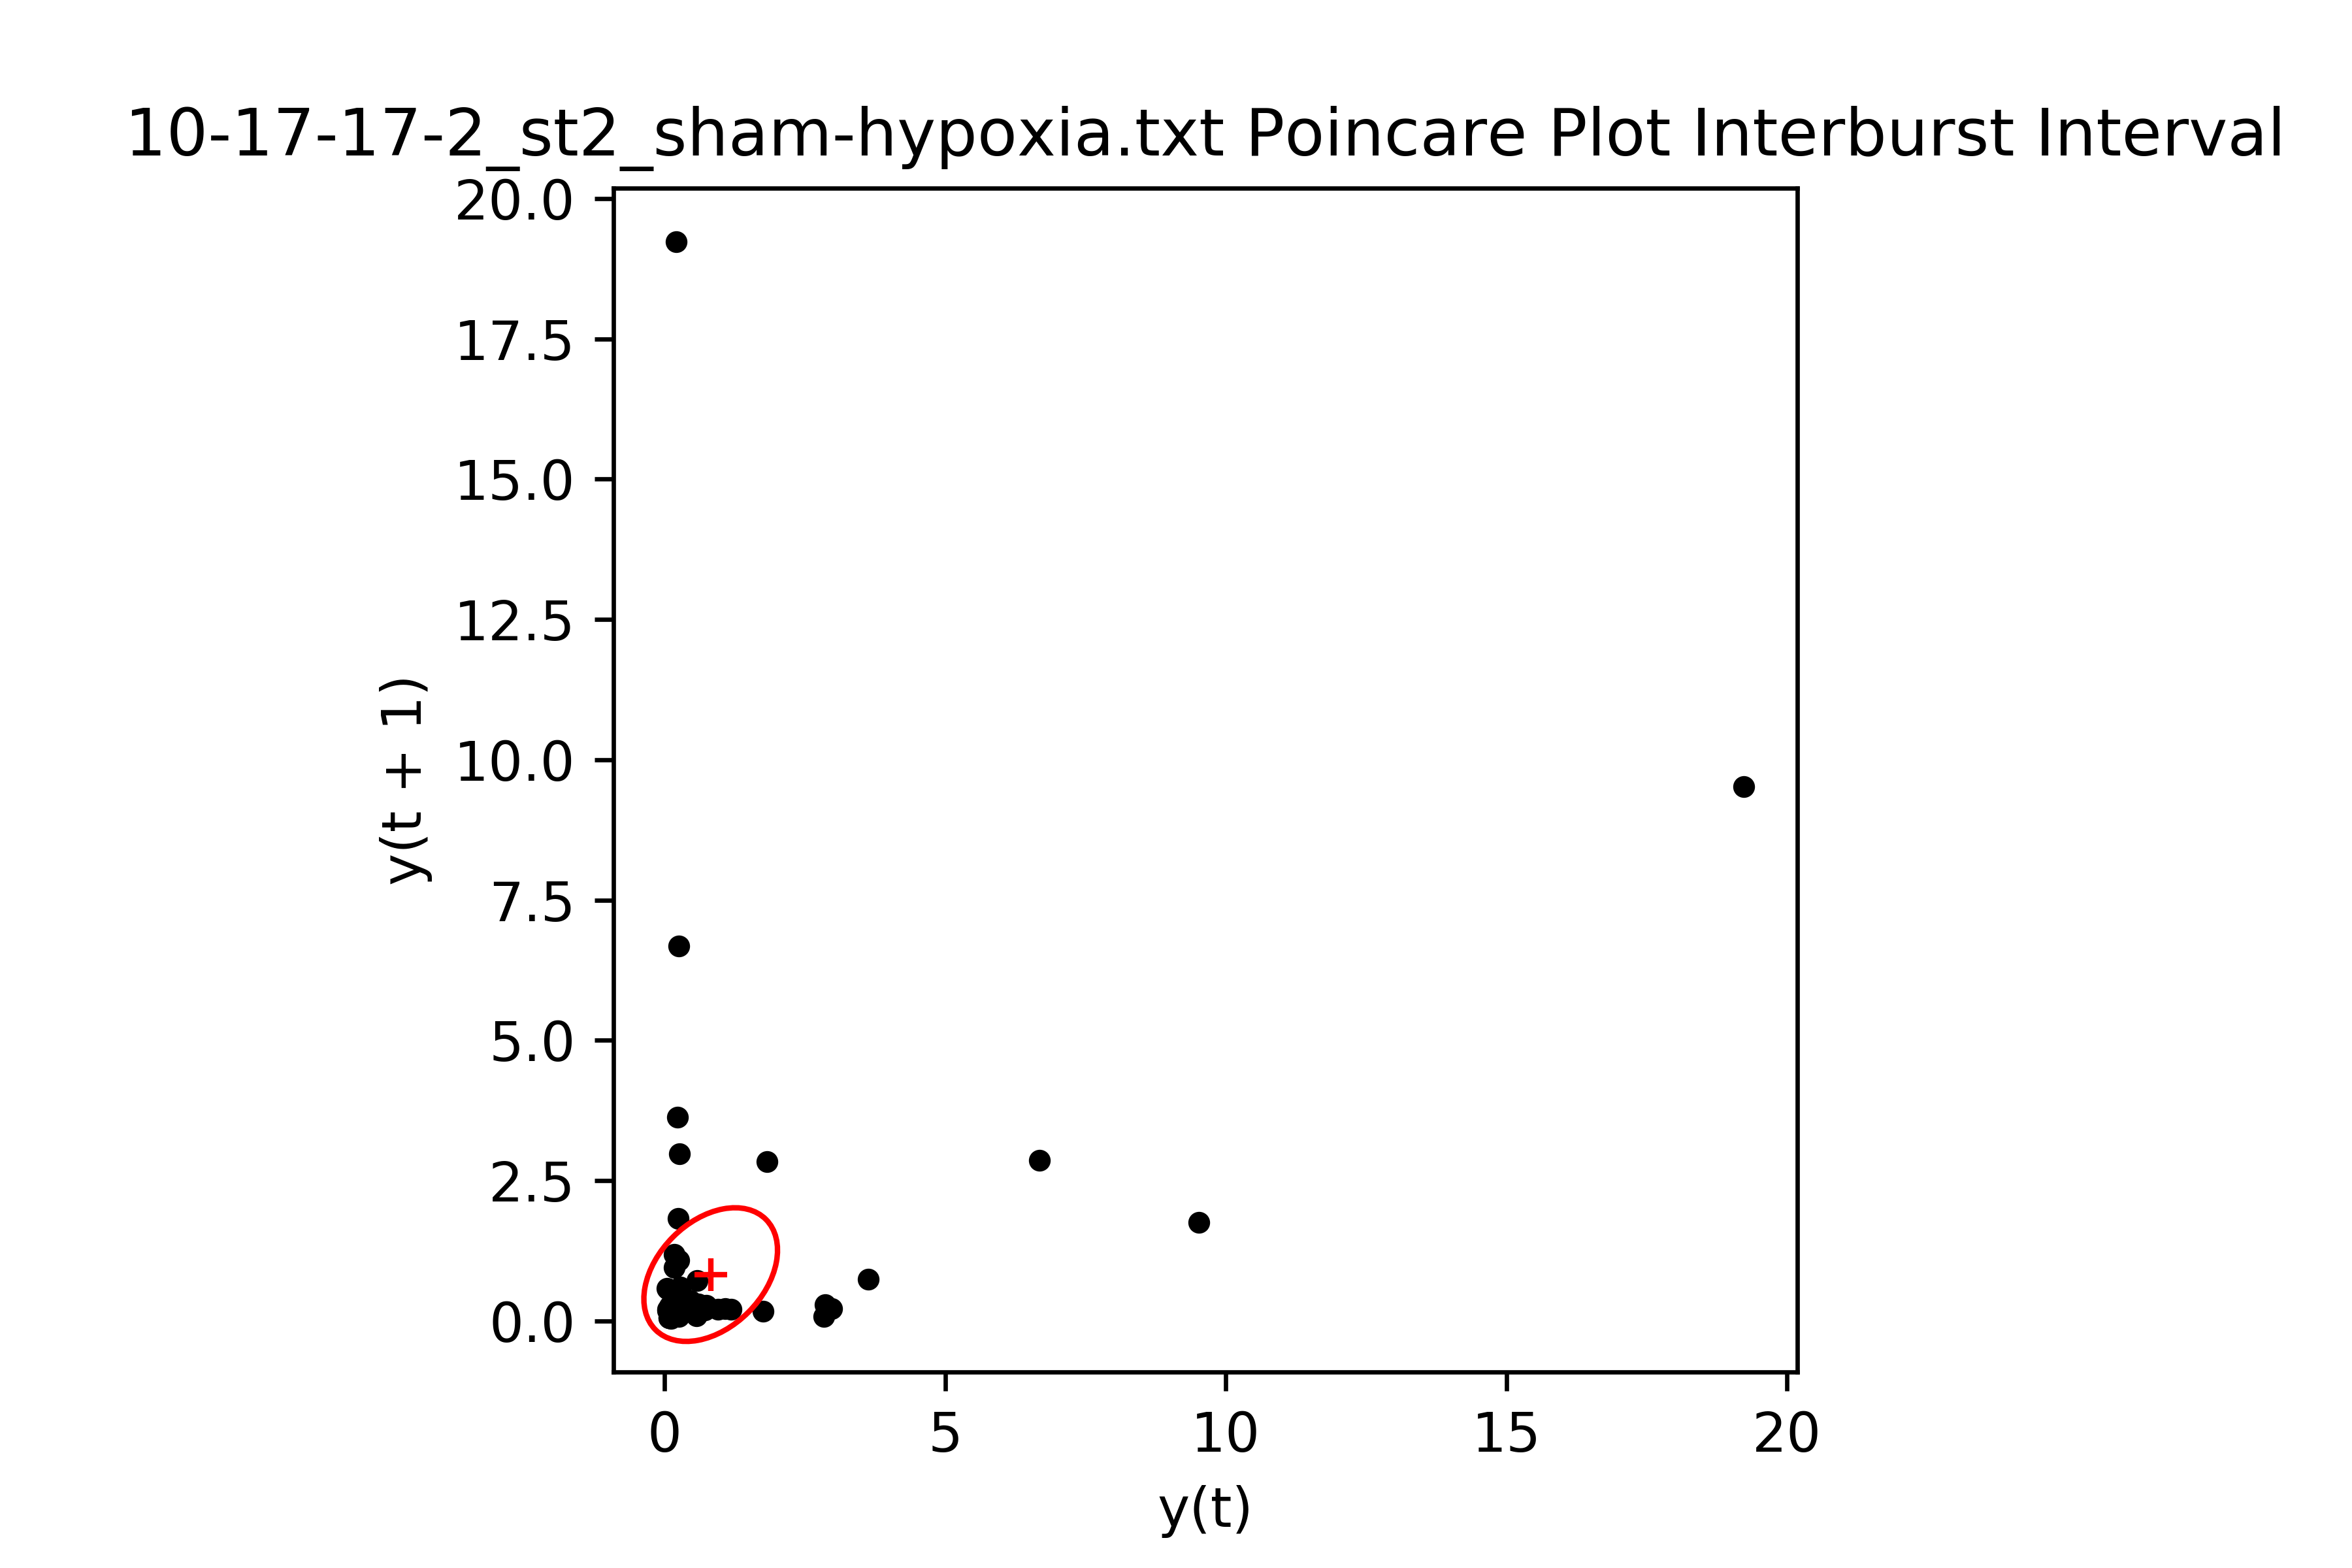 10-17-17-2_st2_sham-hypoxia.txt Poincare Plot Interburst Interval
20.0
17.5
15.0
12.5
10.0
7.5
5.0
2.5
0.0
y(t + 1)
0 5 10 15 20
y(t)